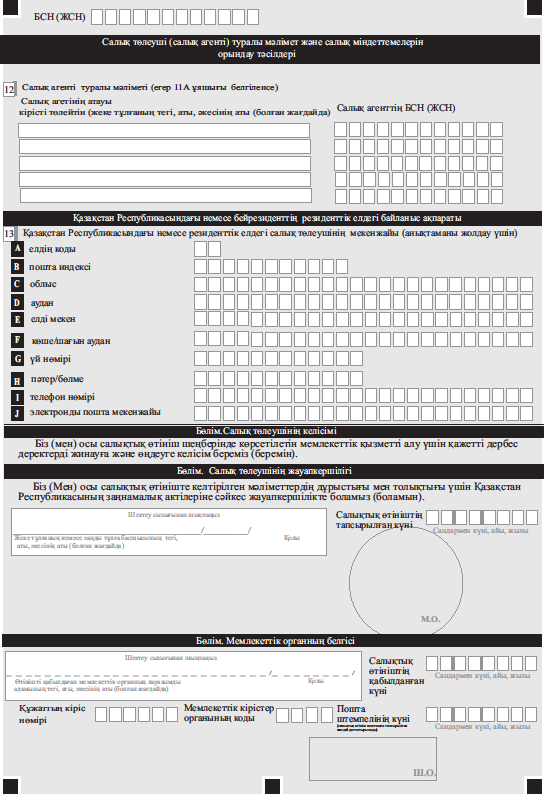 БСН (ЖСН)
Салық төлеуші (салық агенті) туралы мәлімет және салық міндеттемелерін
орындау тәсілдері
12 Салық агенті туралы мәліметі (егер 11А ұяшығы белгіленсе)
Салық агетінің атауы
кірісті төлейтін (жеке тұлғаның тегі, аты, әкесінің аты (болған жағдайда)
Салық агенттің БСН (ЖСН)
Қазақстан Республикасындағы немесе бейрезиденттің резиденттік елдегі байланыс ақпараты
13 Қазақстан Республикасындағы немесе резиденттік елдегі салық төлеушінің мекенжайы (анықтаманы жолдау үшін)
A елдің коды
B пошта индексі
C облыс
D аудан
E елді мекен
F көше/шағын аудан
G үй нөмірі
H пәтер/бөлме
I телефон нөмірі
J электронды пошта мекенжайы
Бөлім.Салық төлеушінің келісімі
Біз (мен) осы салықтық өтініш шеңберінде көрсетілетін мемлекеттік қызметті алу үшін қажетті дербес
деректерді жинауға және өңдеуге келісім береміз (беремін).
Бөлім. Салық төлеушінің жауапкершілігі
Біз (Мен) осы салықтық өтініште келтірілген мәліметтердің дұрыстығы мен толықтығы үшін Қазақстан
Республикасының заңнамалық актілеріне сәйкес жауапкершілікте боламыз (боламын).
Шектеу сызығынан шықпаңыз
Жеке тұлғаның немесе заңды тұлға басшысының тегі,
аты, әкесінің аты (болған жағдайда)
Қолы
Салықтық өтініштің
тапсырылған күні
Сандармен күні, айы, жылы
М.О.
Бөлім. Мемлекеттік органның белгісі
Шектеу сызығынан шықпаңыз
Өтінішті қабылдаған мемлекеттік органның лауазымды
адамының тегі, аты, әкесінің аты (болған жағдайда)
Қолы
Салықтық
өтініштің
қабылданған
күні
Сандармен күні, айы, жылы
Құжаттың кіріс
нөмірі
Мемлекеттік кірістер
органының коды
Пошта
штемпелінің күні
Сандармен күні, айы, жылы
Ш.О.